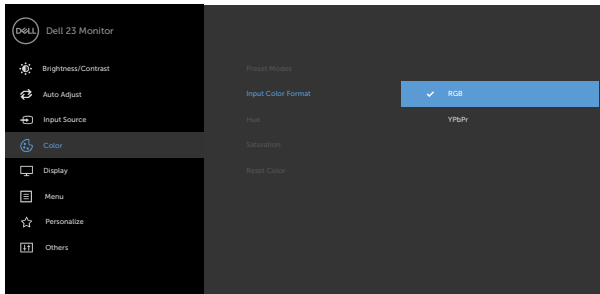 DELL
Dell 23 Monitor
Brightness/Contrast
Auto Adjust
Input Source
Color
Display
Menu
Personalize
Others
Preset Modes
Input Color Format
Hue
Saturation
Reset Color
RGB
YPbPr